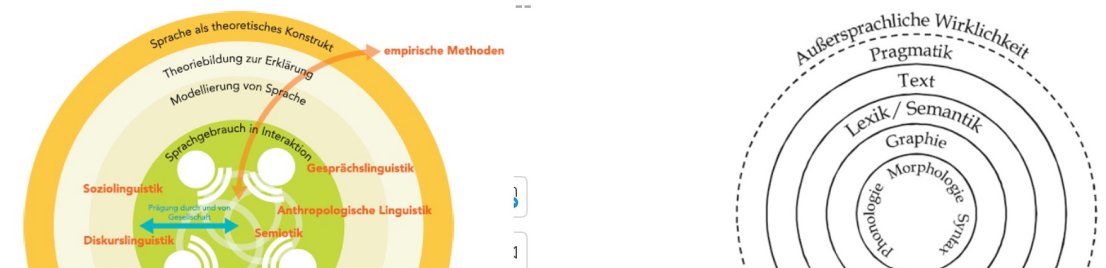 Sprache als theoretisches Konstrukt
empirische Methoden
Theoriebildung zur Erklärung
Modellierung von Sprache
Sprachgebrauch in Interaktion
Gesprächslinguistik
Soziolinguistik
Prägung durch und von
Gesellschaft
Anthropologische Linguistik
Semiotik
Diskurslinguistik
Außersprachliche Wirklichkeit
Pragmatik
Text
Lexik / Semantik
Graphie
Morphologie
Phonologie
Syntax